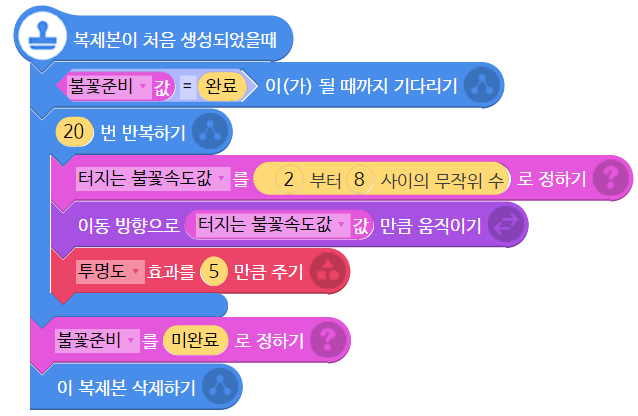 복제본이 처음 생성되었을때
불꽃준비 값 = 완료 이(가) 될 때까지 기다리기
20 번 반복하기
터지는 불꽃속도값 를 2 부터 8 사이의 무작위 수 로 정하기 ?
이동 방향으로 터지는 불꽃속도값 값 만큼 움직이기
투명도 효과를 5 만큼 주기
불꽃준비 를 미완료 로 정하기 ?
이 복제본 삭제하기